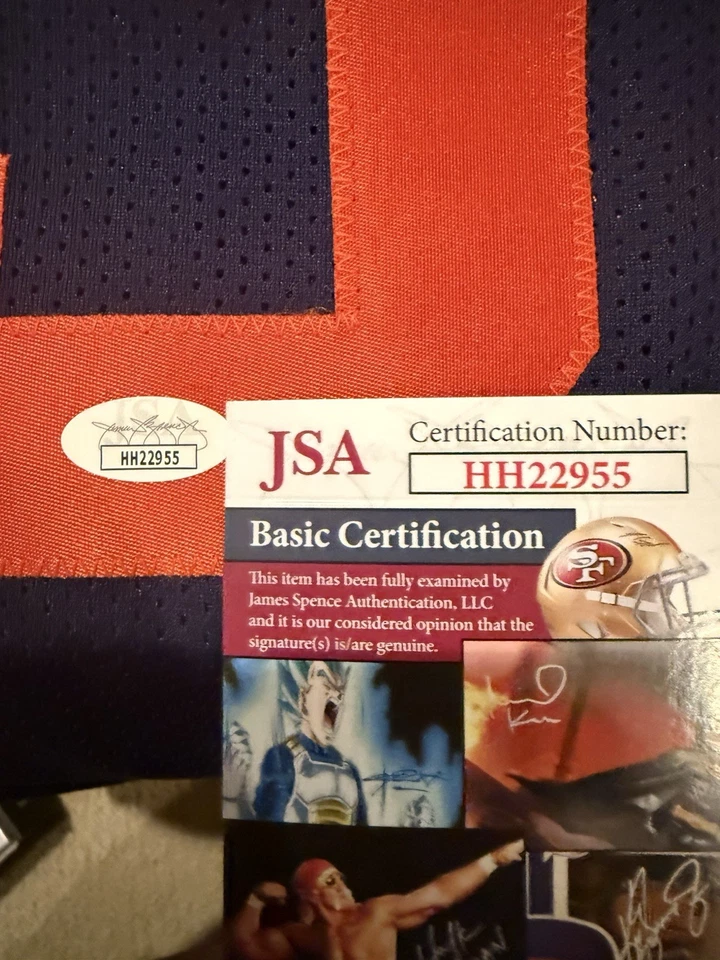 JSA
HH22955
JSA
Certification Number:
HH22955
Basic Certification
This item has been fully examined by
James Spence Authentication, LLC
and it is our considered opinion that the
signature(s) is/are genuine.
SF